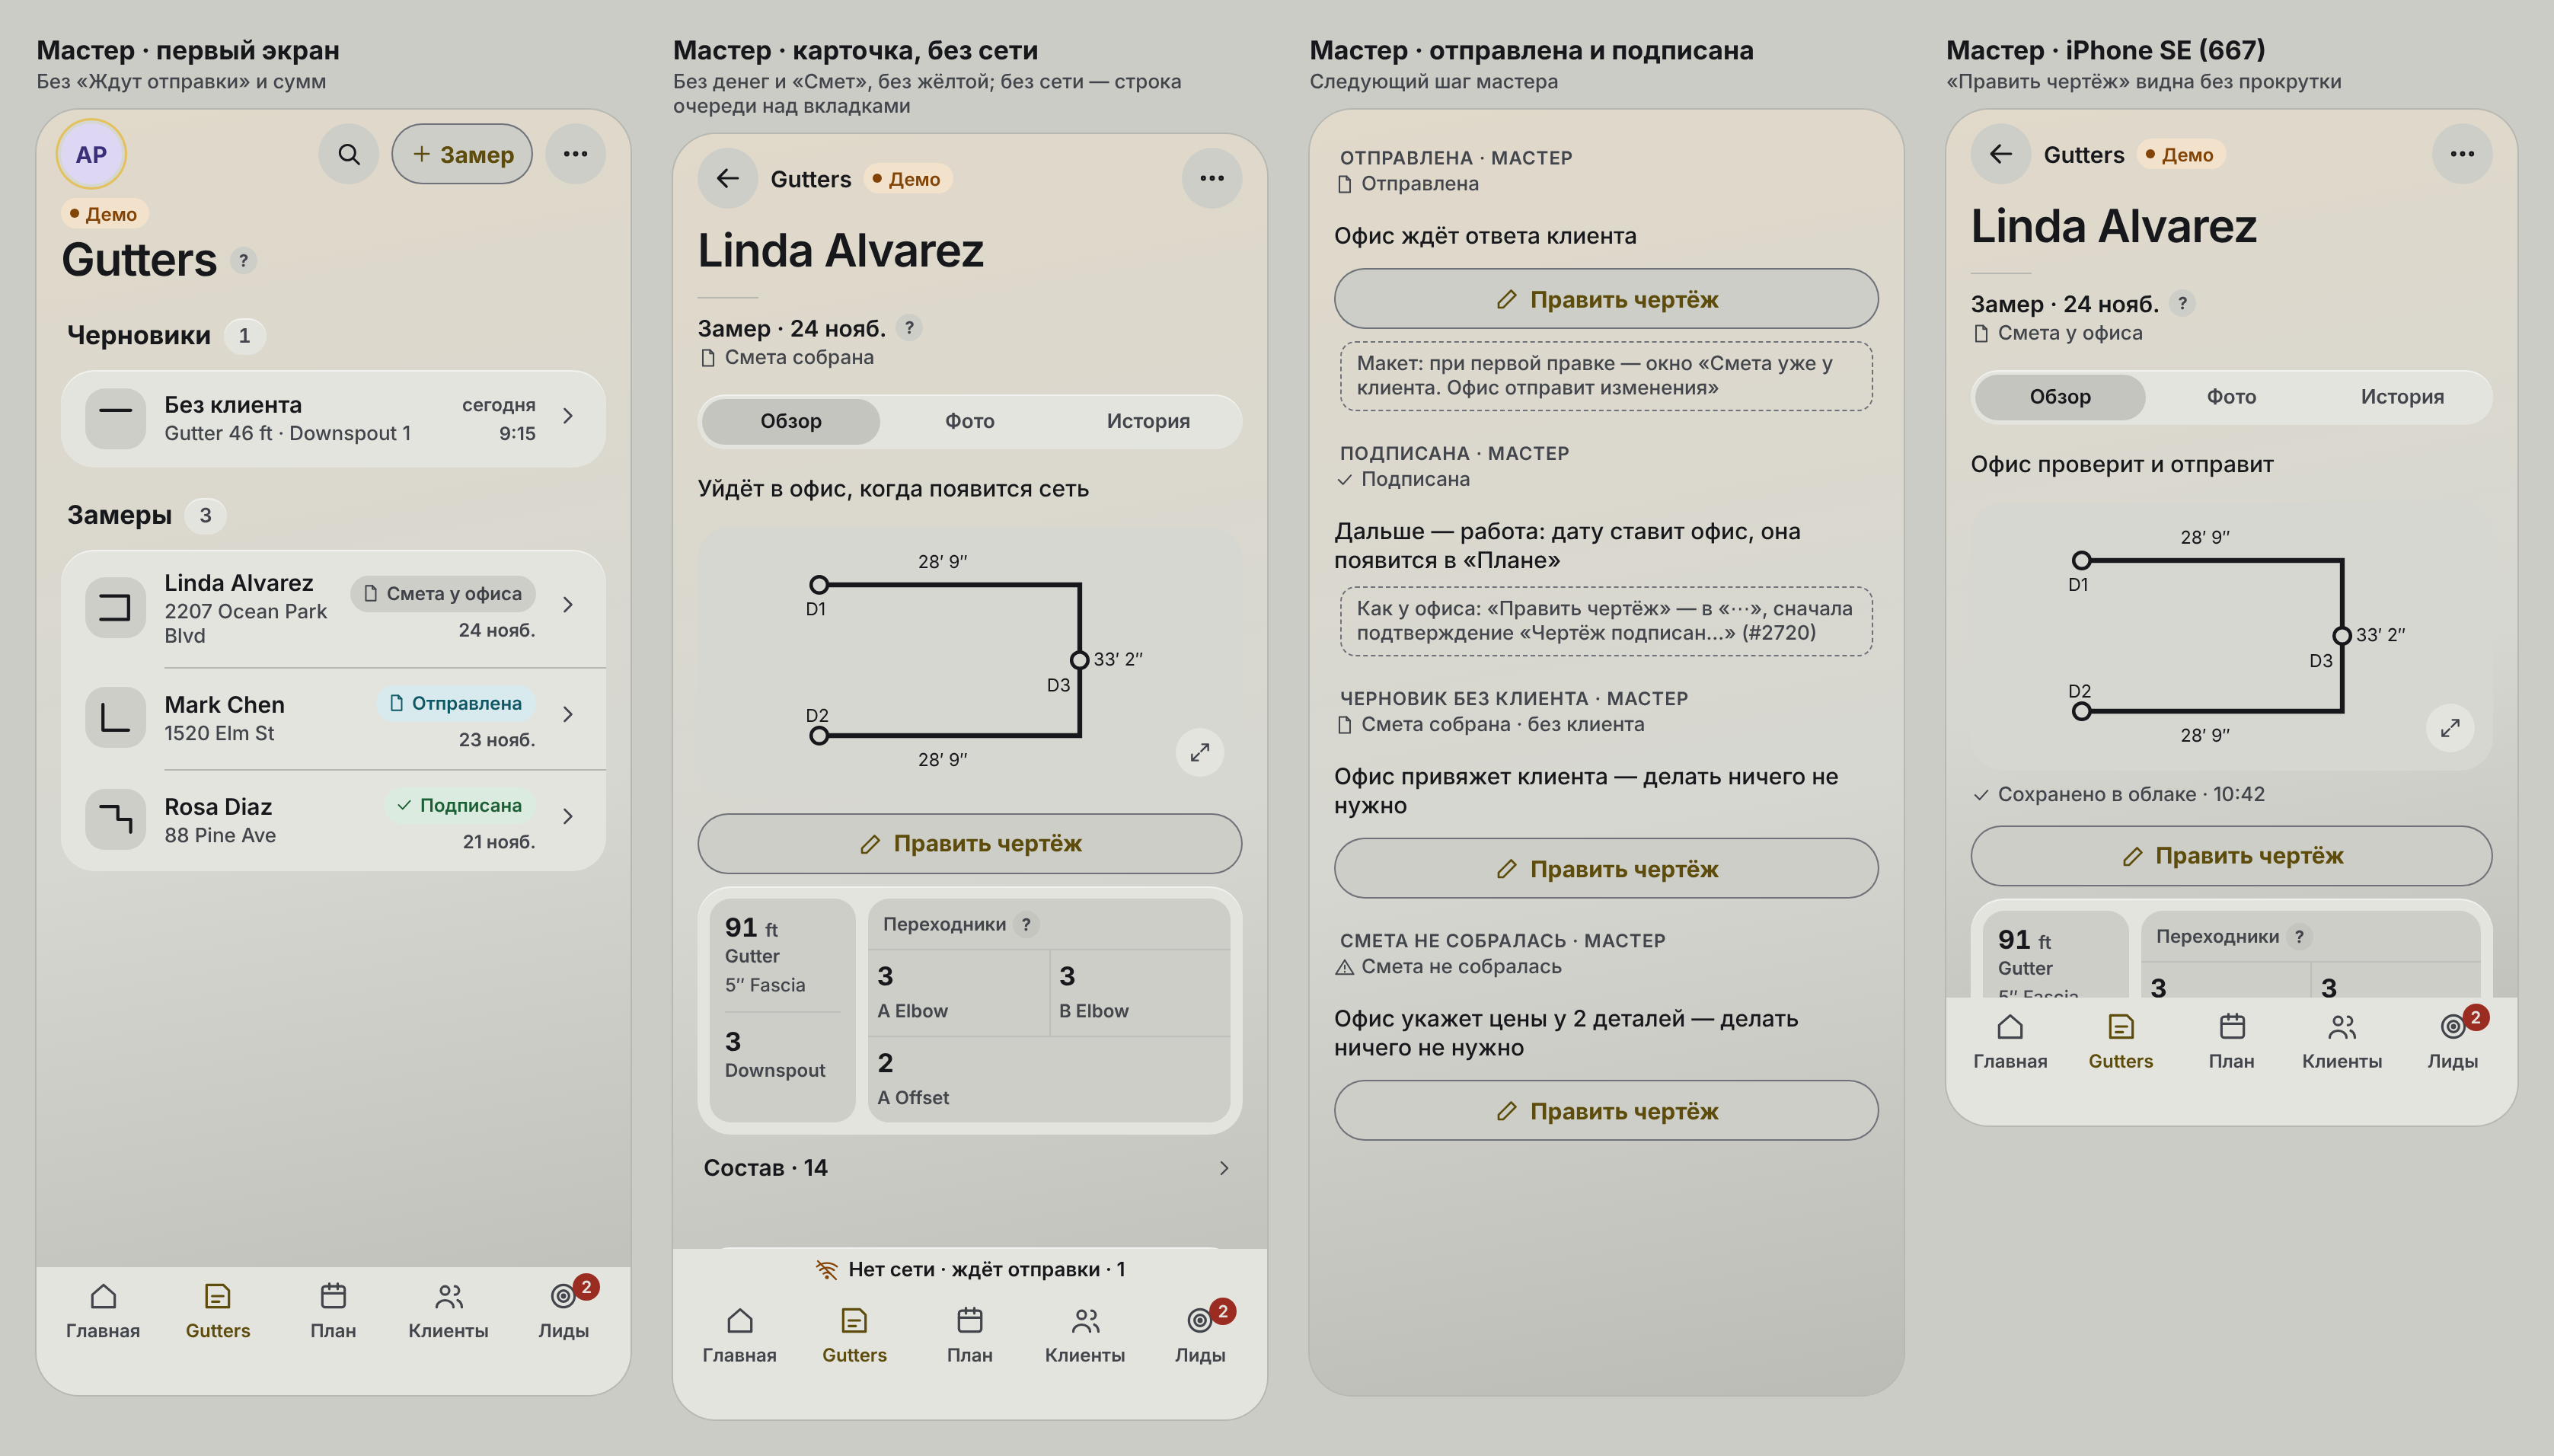 Мастер · первый экран
Без «Ждут отправки» и сумм
AP
+ Замер
Демо
Gutters ?
Черновики 1
Без клиента
Gutter 46 ft · Downspout 1
сегодня
9:15
Замеры 3
Linda Alvarez
2207 Ocean Park
Blvd
Смета у офиса
24 нояб.
Mark Chen
1520 Elm St
Отправлена
23 нояб.
Rosa Diaz
88 Pine Ave
Подписана
21 нояб.
2
Главная
Gutters
План
Клиенты
Лиды
Мастер · карточка, без сети
Без денег и «Смет», без жёлтой; без сети — строка
очереди над вкладками
Gutters
Демо
Linda Alvarez
Замер · 24 нояб. ?
Смета собрана
Обзор
Фото
История
Уйдёт в офис, когда появится сеть
28′ 9″
D1
33′ 2″
D3
D2
28′ 9″
Править чертёж
91 ft
Gutter
5″ Fascia
3
Downspout
Переходники ?
3
A Elbow
3
B Elbow
2
A Offset
Состав · 14
Нет сети · ждёт отправки · 1
2
Главная
Gutters
План
Клиенты
Лиды
Мастер · отправлена и подписана
Следующий шаг мастера
ОТПРАВЛЕНА · МАСТЕР
Отправлена
Офис ждёт ответа клиента
Править чертёж
Макет: при первой правке — окно «Смета уже у
клиента. Офис отправит изменения»
ПОДПИСАНА · МАСТЕР
Подписана
Дальше — работа: дату ставит офис, она
появится в «Плане»
Как у офиса: «Править чертёж» — в «···», сначала
подтверждение «Чертёж подписан…» (#2720)
ЧЕРНОВИК БЕЗ КЛИЕНТА · МАСТЕР
Смета собрана · без клиента
Офис привяжет клиента — делать ничего не
нужно
Править чертёж
СМЕТА НЕ СОБРАЛАСЬ · МАСТЕР
Смета не собралась
Офис укажет цены у 2 деталей — делать
ничего не нужно
Править чертёж
Мастер · iPhone SE (667)
«Править чертёж» видна без прокрутки
Gutters
Демо
Linda Alvarez
Замер · 24 нояб. ?
Смета у офиса
Обзор
Фото
История
Офис проверит и отправит
28′ 9″
D1
33′ 2″
D3
D2
28′ 9″
Сохранено в облаке · 10:42
Править чертёж
91 ft
Gutter
5″ Fascia
Переходники ?
3
3
2
Главная
Gutters
План
Клиенты
Лиды